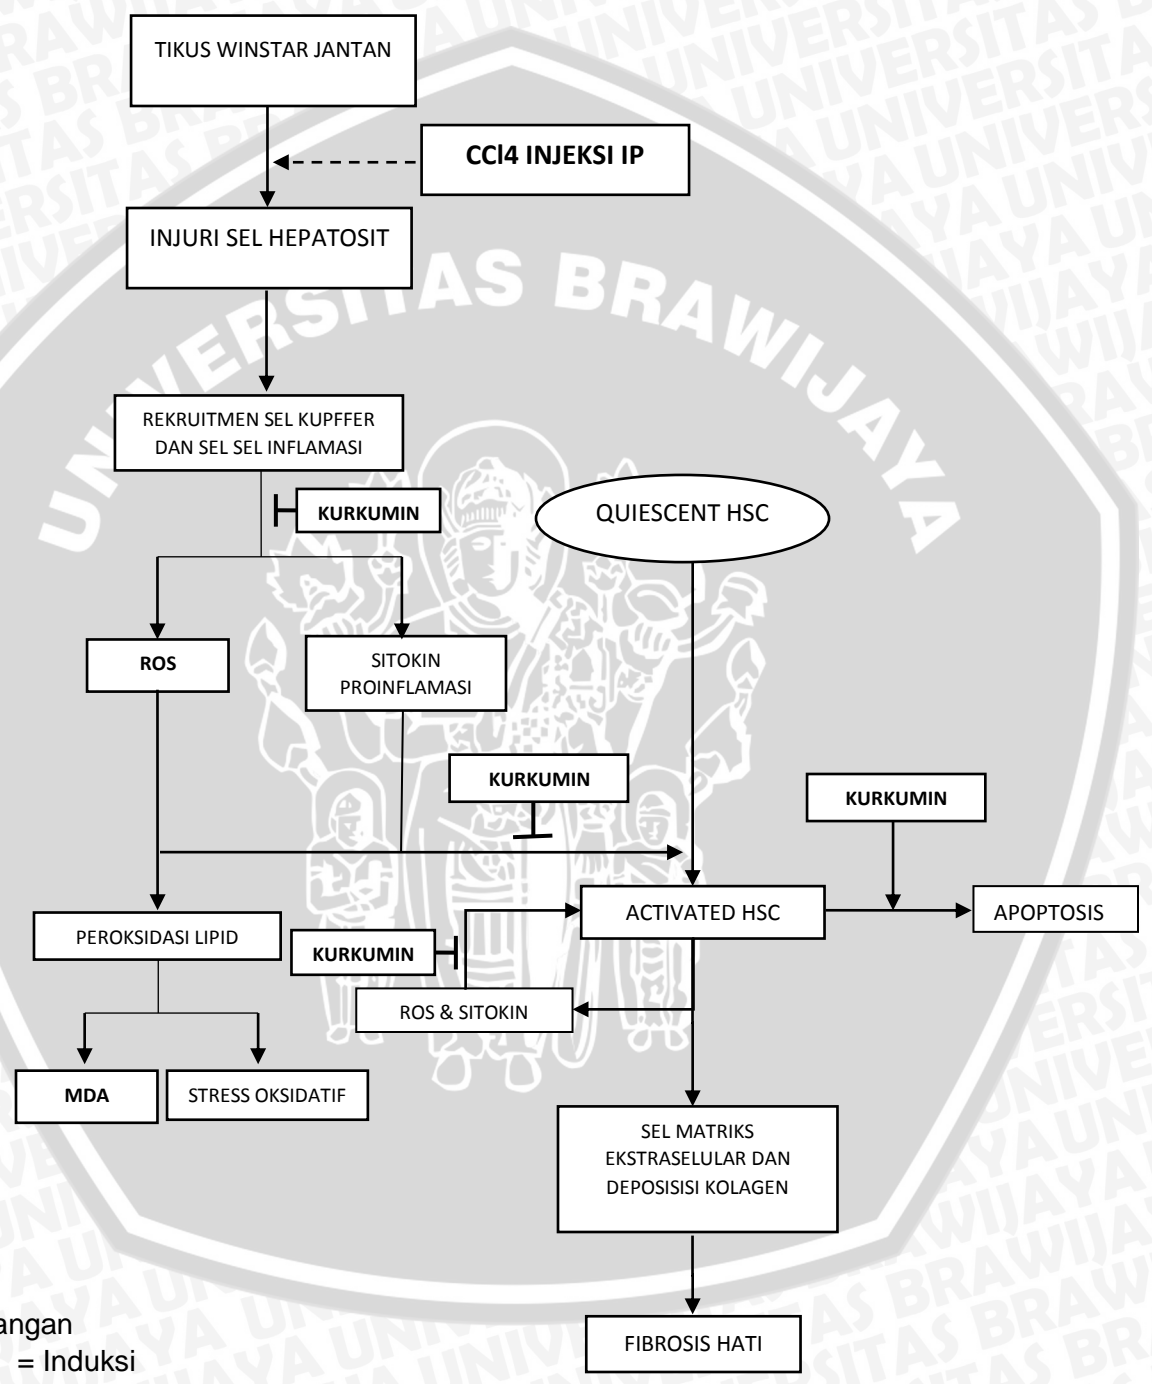 TIKUS WINSTAR JANTAN
CCl4 INJEKSI IP
INJURI SEL HEPATOSIT
UNIVERSITAS BRAWIJAYA
REKRUITMEN SEL KUPFFER
DAN SEL SEL INFLAMASI
KURKUMIN
QUIESCENT HSC
ROS
SITOKIN
PROINFLAMASI
KURKUMIN
KURKUMIN
ACTIVATED HSC
APOPTOSIS
PEROKSIDASI LIPID
KURKUMIN
ROS & SITOKIN
MDA
STRESS OKSIDATIF
SEL MATRIKS
EKSTRASELULAR DAN
DEPOSISISI KOLAGEN
FIBROSIS HATI
angan
= Induksi